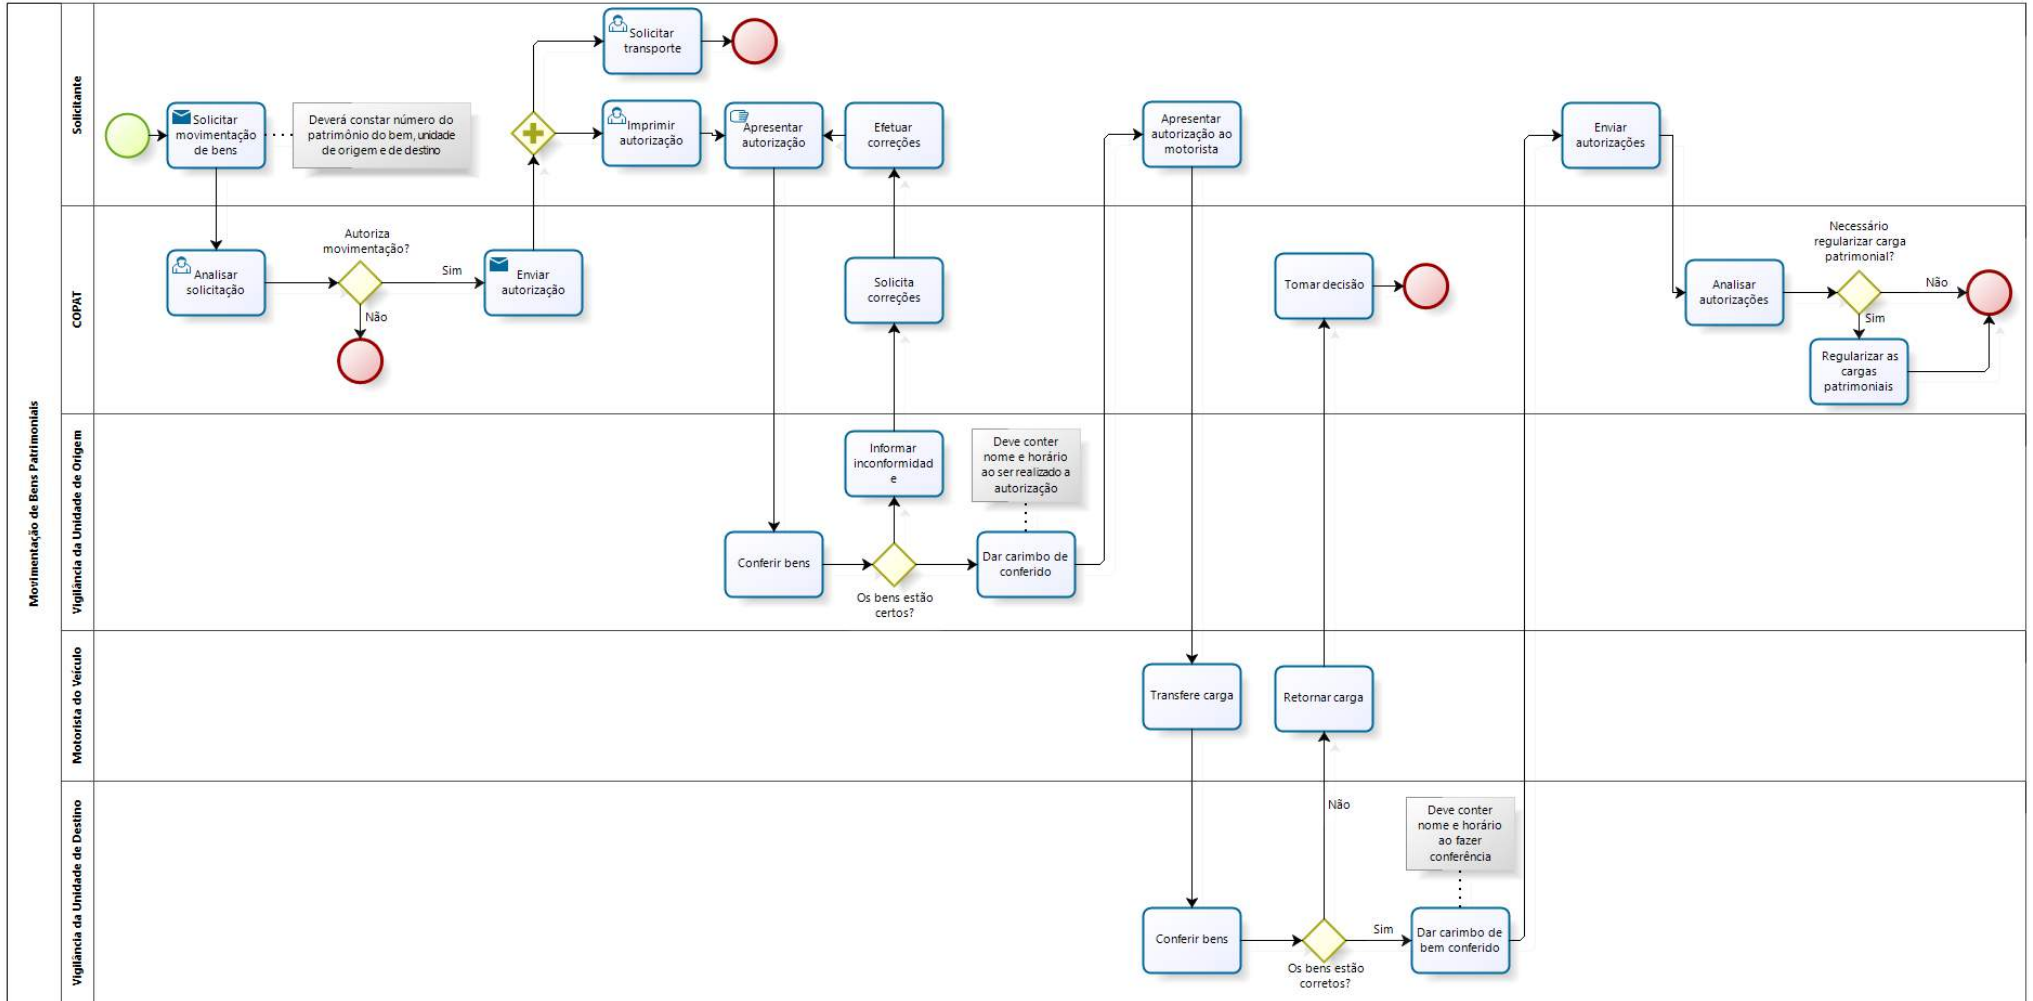 Movimentação de Bens Patrimoniais
Solicitante
Solicitar
movimentação
de bens
Deverá constar número do
patrimônio do bem, unidade
de origem e de destino
Solicitar
transporte
Imprimir
autorização
Apresentar
autorização
Efetuar
correções
Apresentar
autorização ao
motorista
Enviar
autorizações
COPAT
Analisar
solicitação
Autoriza
movimentação?
Sim
Não
Enviar
autorização
Solicita
correções
Tomar decisão
Analisar
autorizações
Necessário
regularizar carga
patrimonial?
Não
Sim
Regularizar as
cargas
patrimoniais
Vigilância da Unidade de Origem
Informar
inconformidad
e
Deve conter
nome e horário
ao ser realizado a
autorização
Conferir bens
Os bens estão
certos?
Dar carimbo de
conferido
Motorista do Veículo
Transfere carga
Retornar carga
Vigilância da Unidade de Destino
Não
Deve conter
nome e horário
ao fazer
conferência
Conferir bens
Os bens estão
corretos?
Sim
Dar carimbo de
bem conferido